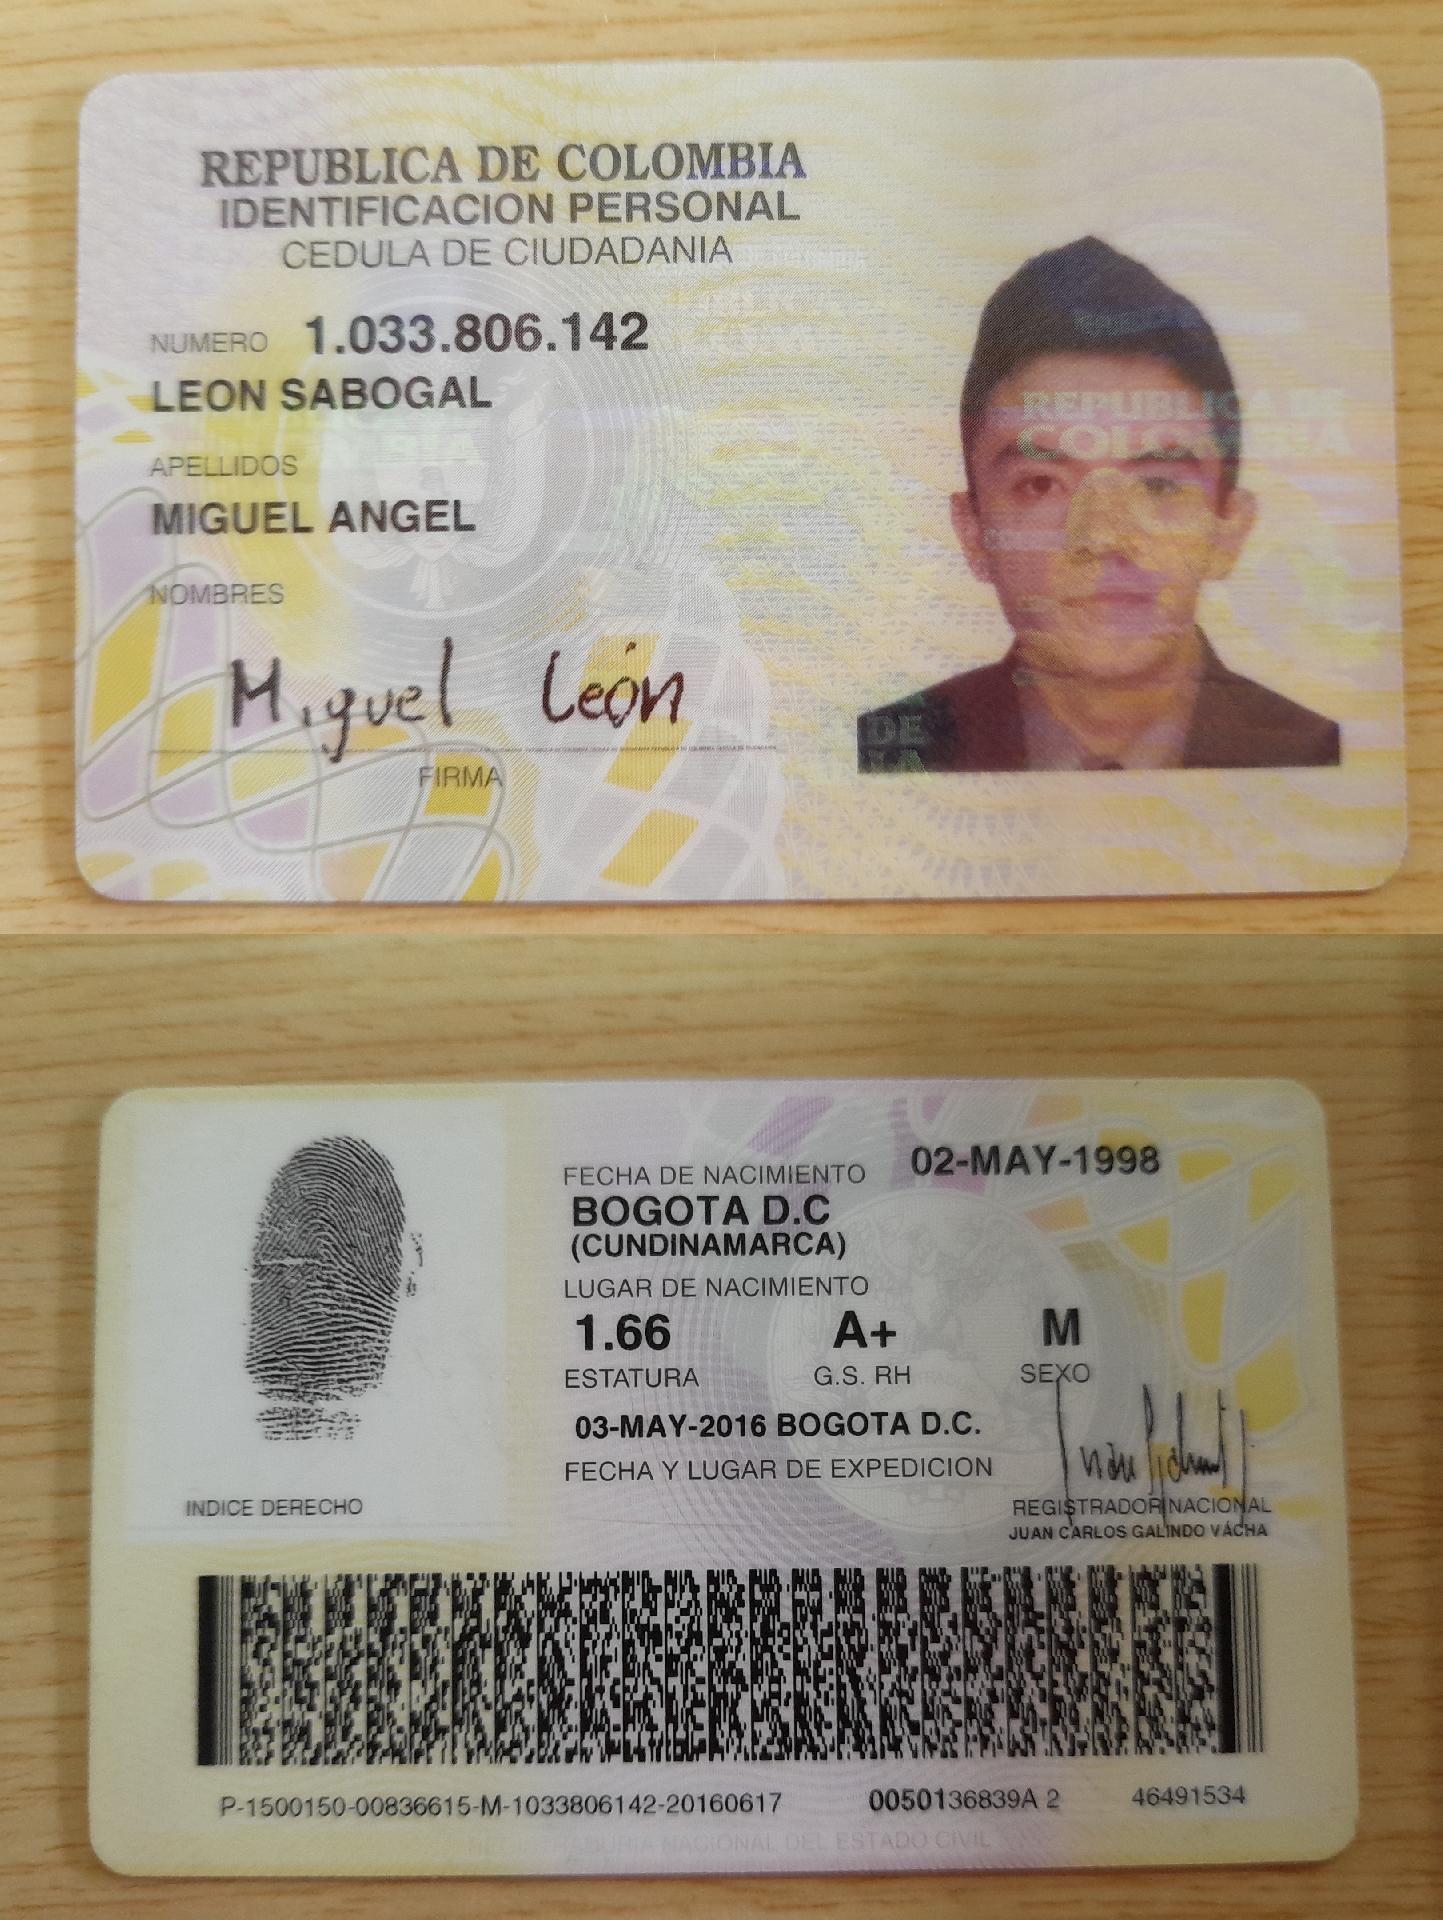 REPUBLICA DE COLOMBIA
IDENTIFICACION PERSONAL
CEDULA DE CIUDADANIA
NUMERO 1.033.806.142
LEON SABOGAL
APELLIDOS
MIGUEL ANGEL
NOMBRES
Miguel León
FIRMA
REPUBLICA DE
COLOMBIA
DE
LA
FECHA DE NACIMIENTO 02-MAY-1998
BOGOTA D.C
(CUNDINAMARCA)
LUGAR DE NACIMIENTO
1.66 A+ M
ESTATURA G.S. RH SEXO
03-MAY-2016 BOGOTA D.C.
FECHA Y LUGAR DE EXPEDICION
INDICE DERECHO
REGISTRADOR NACIONAL
JUAN CARLOS GALINDO VÁCHA
P-1500150-00836615-M-1033806142-20160617 0050136839A 2 46491534
REGISTRADURIA NACIONAL DEL ESTADO CIVIL